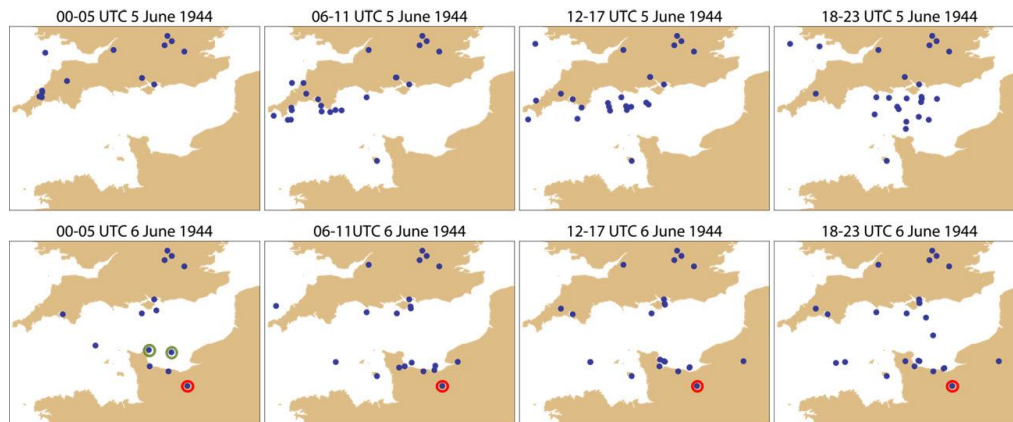 00-05 UTC 5 June 1944
06-11 UTC 5 June 1944
12-17 UTC 5 June 1944
18-23 UTC 5 June 1944
00-05 UTC 6 June 1944
06-11UTC 6 June 1944
12-17 UTC 6 June 1944
18-23 UTC 6 June 1944